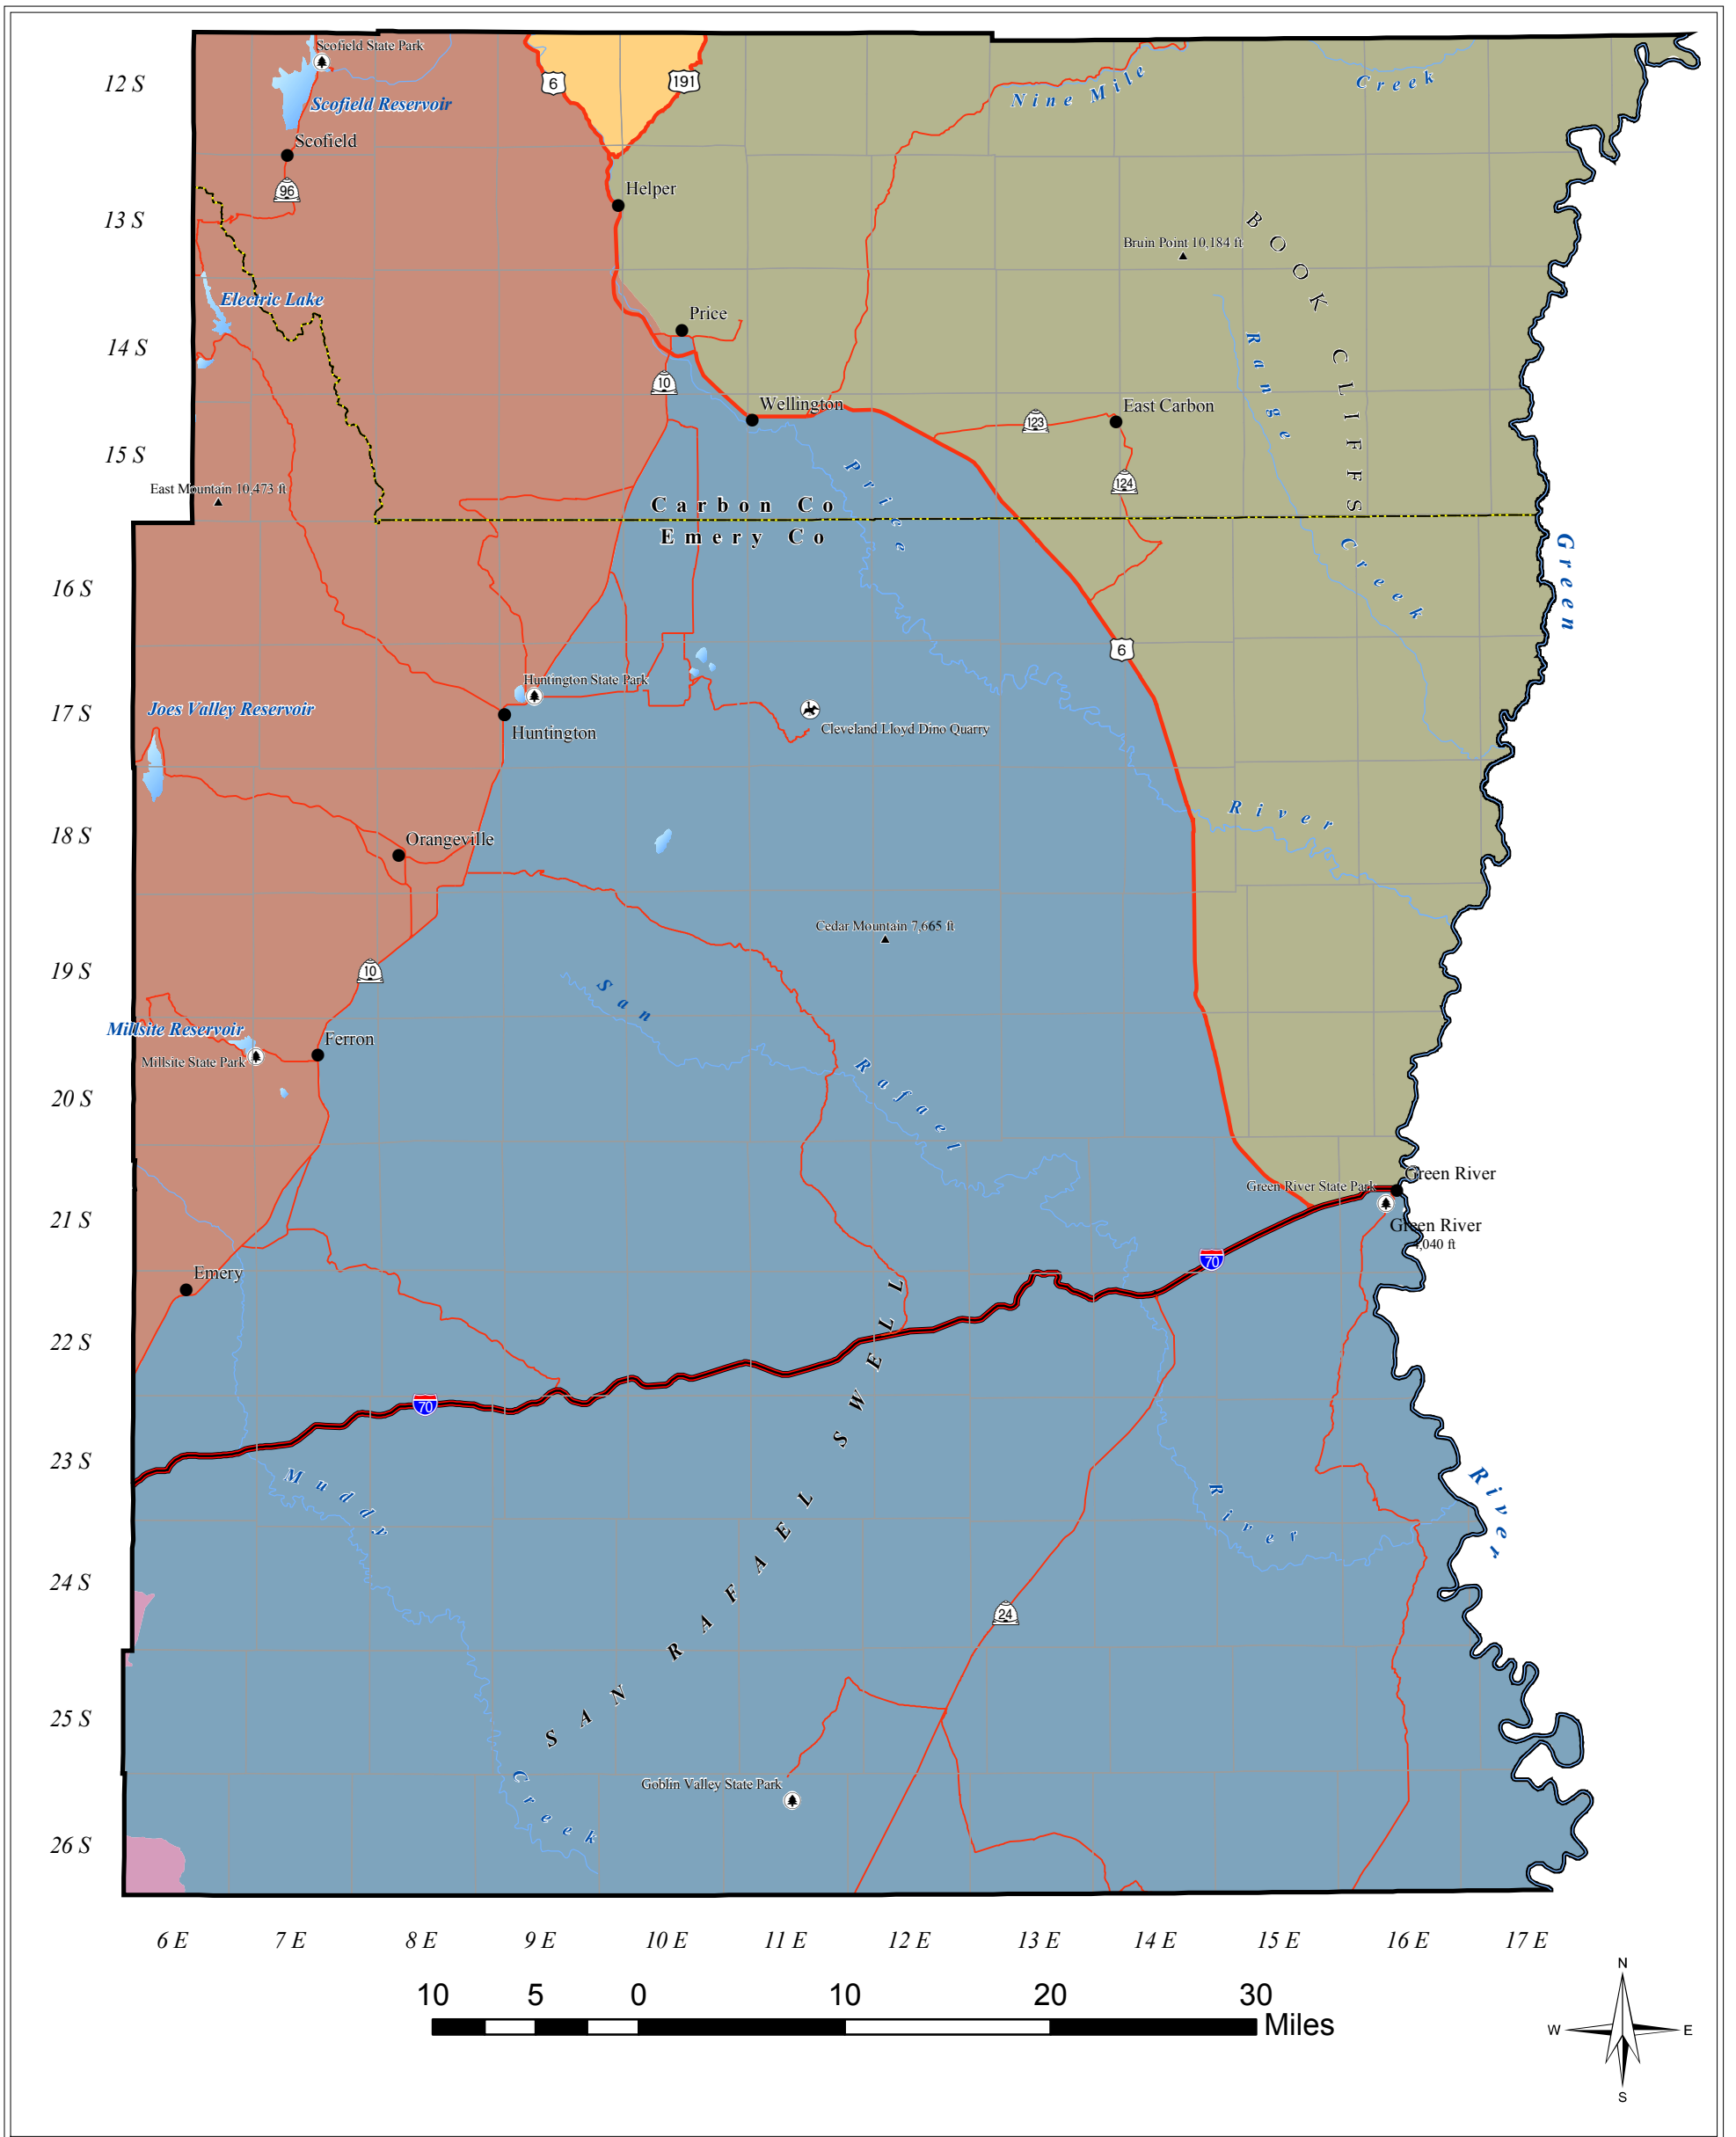 Scofield State Park
12 S
6
191
Nine Mile Creek
Scofield Reservoir
Scofield
96
Helper
13 S
BOOK CLIFFS
Bruin Point 10,184 ft
Electric Lake
Price
14 S
Range Creek
10
Wellington
East Carbon
123
15 S
Price River
124
East Mountain 10,473 ft
Carbon Co
Emery Co
Green River
16 S
6
Huntington State Park
17 S
Joes Valley Reservoir
Huntington
Cleveland Lloyd Dino Quarry
18 S
Orangeville
Cedar Mountain 7,665 ft
19 S
10
San Rafael River
Millsite Reservoir
Ferron
Millsite State Park
20 S
Green River
Green River State Park
21 S
Green River
4,040 ft
70
Emery
22 S
70
SAN RAFAEL SWELL
23 S
Muddy Creek
24 S
24
25 S
Goblin Valley State Park
26 S
6 E 7 E 8 E 9 E 10 E 11 E 12 E 13 E 14 E 15 E 16 E 17 E
10 5 0 10 20 30
Miles
N
W E
S